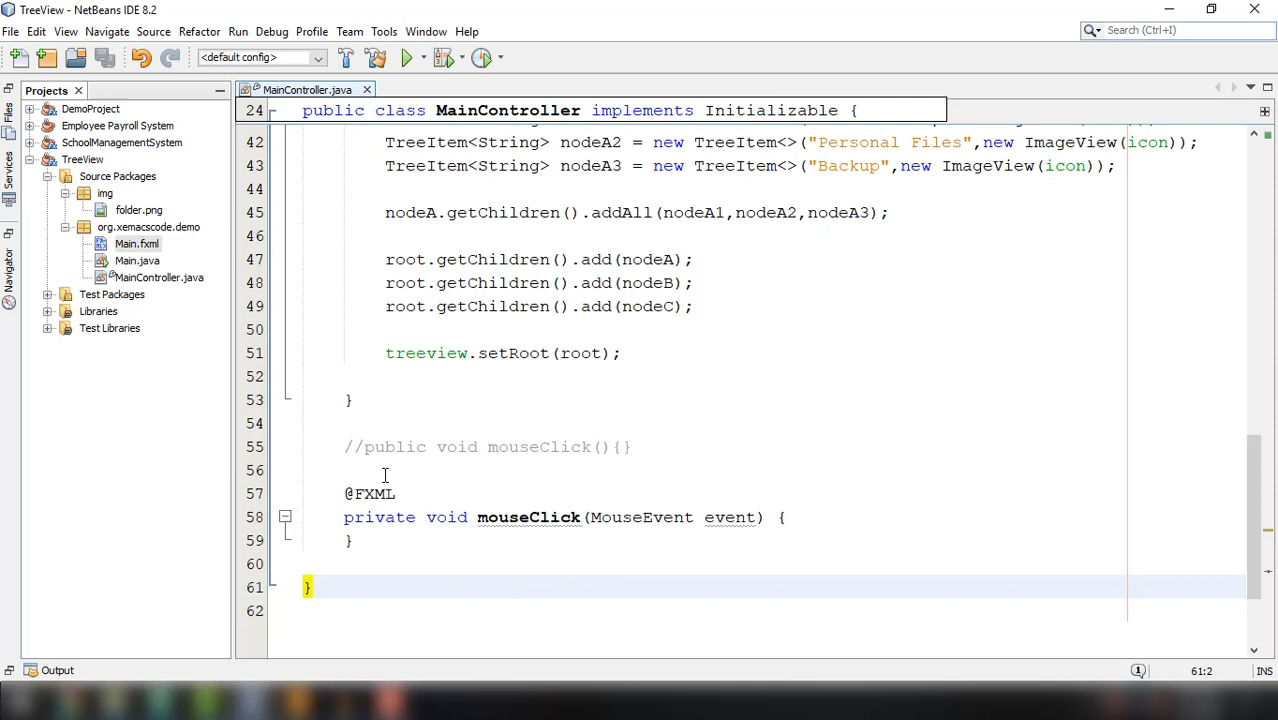 TreeView - NetBeans IDE 8.2
File Edit View Navigate Source Refactor Run Debug Profile Team Tools Window Help
Search (Ctrl+I)
<default config>
Projects
MainController.java
Files
Services
Navigator
DemoProject
Employee Payroll System
SchoolManagementSystem
TreeView
Source Packages
img
folder.png
org.xemacscode.demo
Main.fxml
Main.java
MainController.java
Test Packages
Libraries
Test Libraries
24 public class MainController implements Initializable {
42 TreeItem<String> nodeA2 = new TreeItem<>("Personal Files",new ImageView(icon));
43 TreeItem<String> nodeA3 = new TreeItem<>("Backup",new ImageView(icon));
44
45 nodeA.getChildren().addAll(nodeA1,nodeA2,nodeA3);
46
47 root.getChildren().add(nodeA);
48 root.getChildren().add(nodeB);
49 root.getChildren().add(nodeC);
50
51 treeview.setRoot(root);
52
53 }
54
55 //public void mouseClick(){}
56
57 @FXML
58 private void mouseClick(MouseEvent event) {
59 }
60
61 }
62
Output
1
61:2
INS